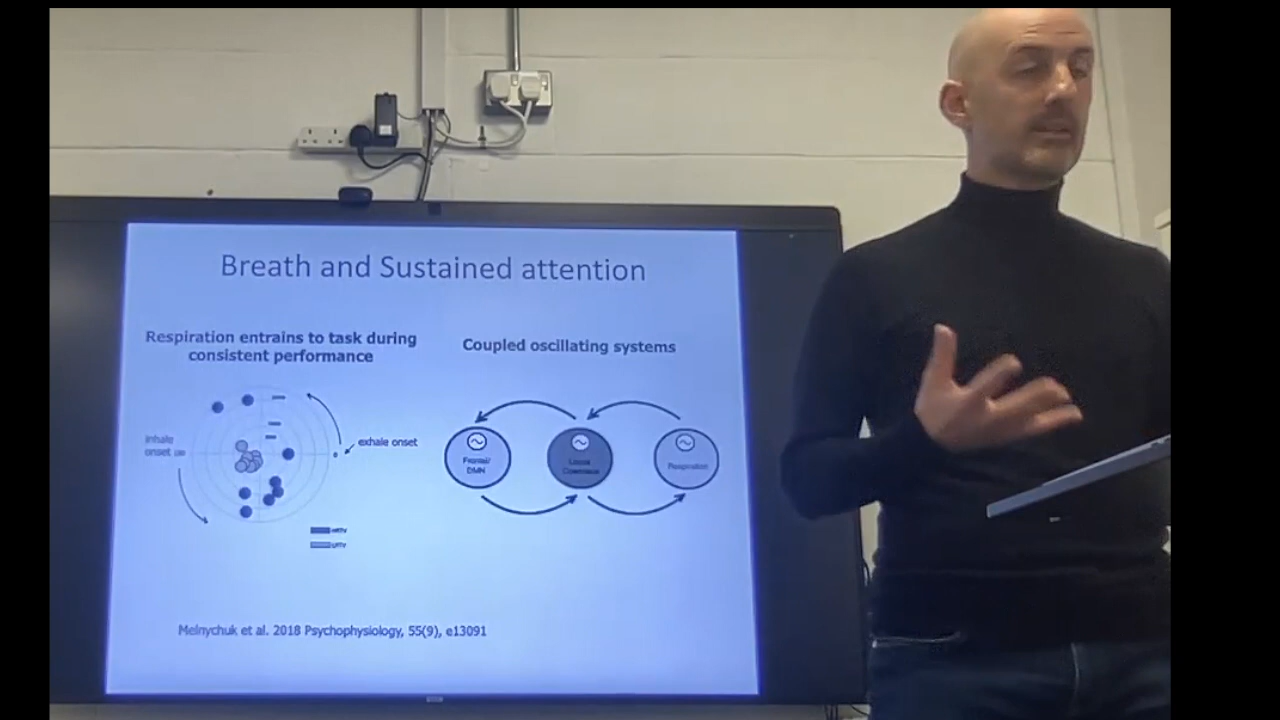 Breath and Sustained attention
Respiration entrains to task during
consistent performance
Coupled oscillating systems
inhale
onset
exhale onset
0
Frontal/
DMN
Respiration
Melnychuk et al. 2018 Psychophysiology, 55(9), e13091